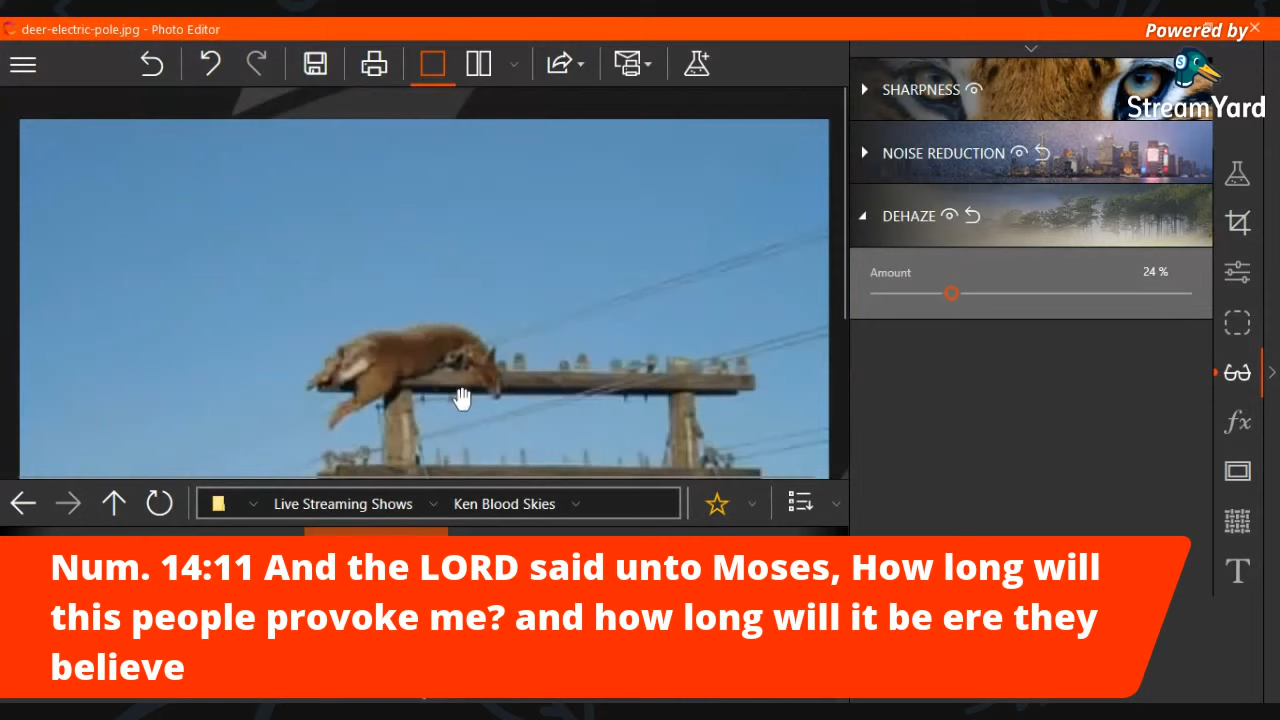 deer-electric-pole.jpg - Photo Editor
Powered by
StreamYard
SHARPNESS
NOISE REDUCTION
DEHAZE
Amount
24 %
fx
T
Live Streaming Shows
Ken Blood Skies
Num. 14:11 And the LORD said unto Moses, How long will
this people provoke me? and how long will it be ere they
believe